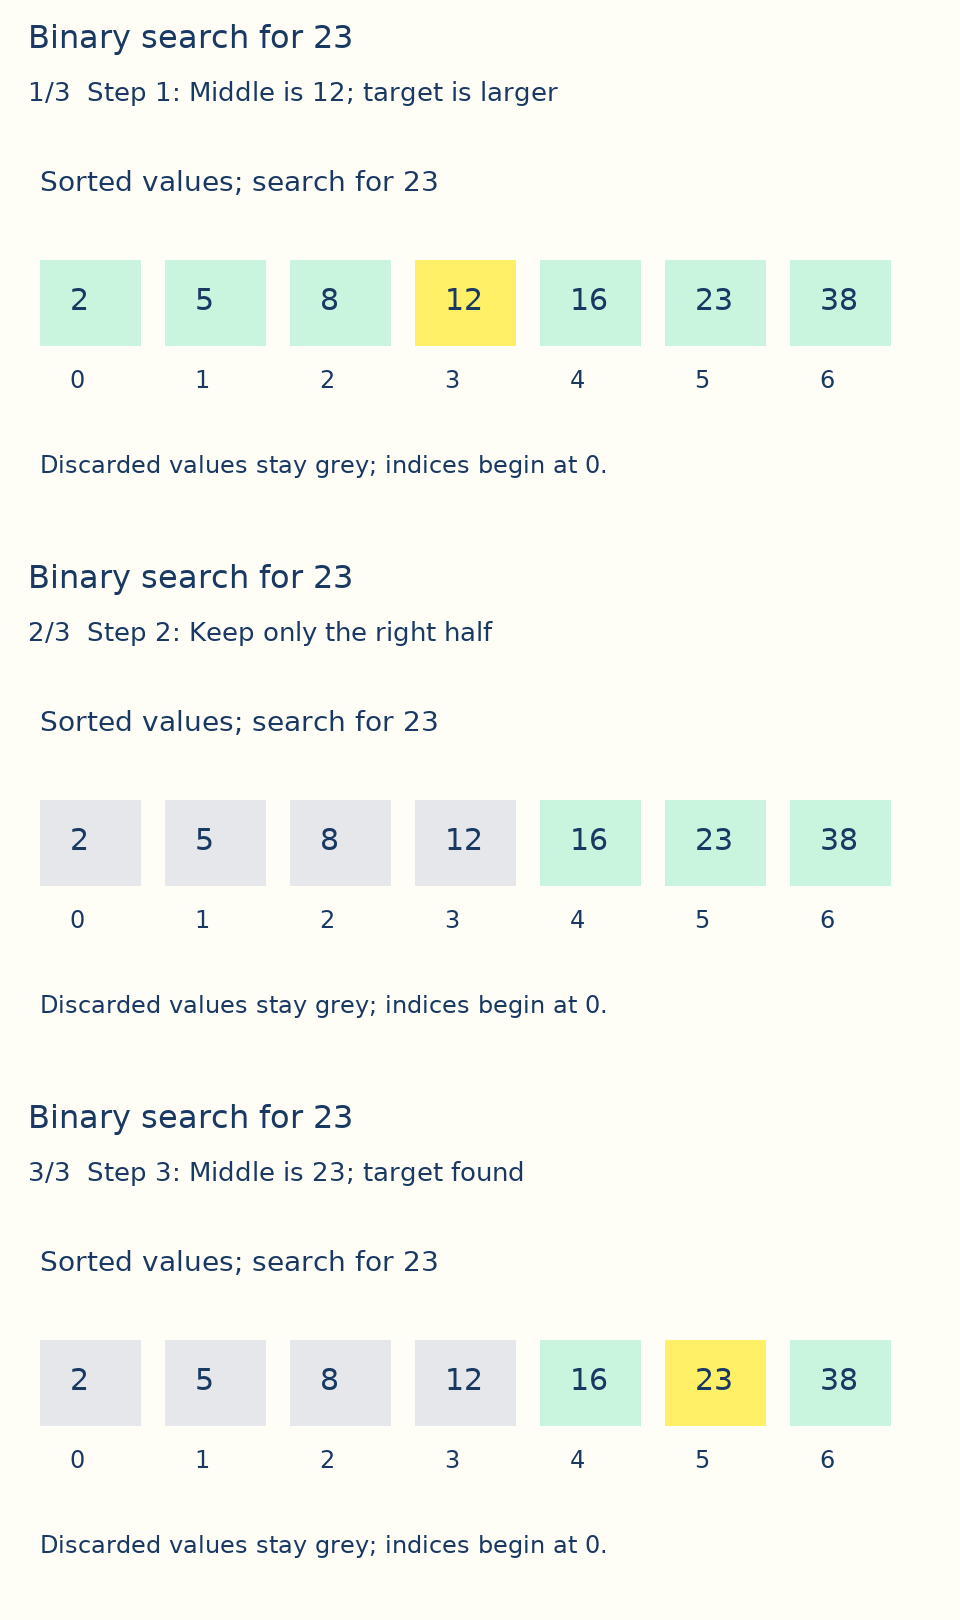 Binary search for 23
1/3  Step 1: Middle is 12; target is larger
Sorted values; search for 23
2 5 8 12 16 23 38
0 1 2 3 4 5 6
Discarded values stay grey; indices begin at 0.
Binary search for 23
2/3  Step 2: Keep only the right half
Sorted values; search for 23
2 5 8 12 16 23 38
0 1 2 3 4 5 6
Discarded values stay grey; indices begin at 0.
Binary search for 23
3/3  Step 3: Middle is 23; target found
Sorted values; search for 23
2 5 8 12 16 23 38
0 1 2 3 4 5 6
Discarded values stay grey; indices begin at 0.